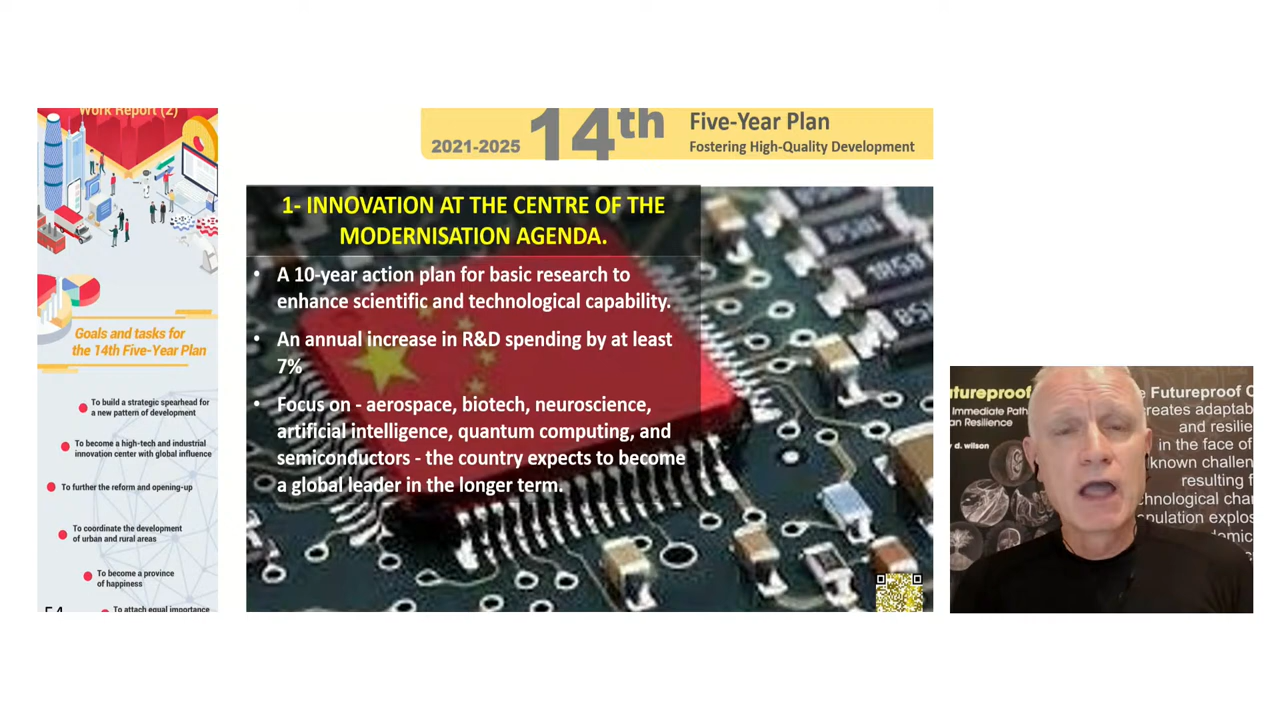 Work Report (2)
Goals and tasks for
the 14th Five-Year Plan
To build a strategic spearhead for
a new pattern of development
To become a high-tech and industrial
innovation center with global influence
To further the reform and opening-up
To coordinate the development
of urban and rural areas
To become a province
of happiness
To attach equal importance
2021-2025
14th
Five-Year Plan
Fostering High-Quality Development
1- INNOVATION AT THE CENTRE OF THE
MODERNISATION AGENDA.
• A 10-year action plan for basic research to
enhance scientific and technological capability.
• An annual increase in R&D spending by at least
7%
• Focus on - aerospace, biotech, neuroscience,
artificial intelligence, quantum computing, and
semiconductors - the country expects to become
a global leader in the longer term.
1R58
utureproof
Immediate Path
an Resilience
d. wilson
e Futureproof C
creates adaptab
and resilie
in the face of
known challen
resulting f
chnological cha
opulation explos